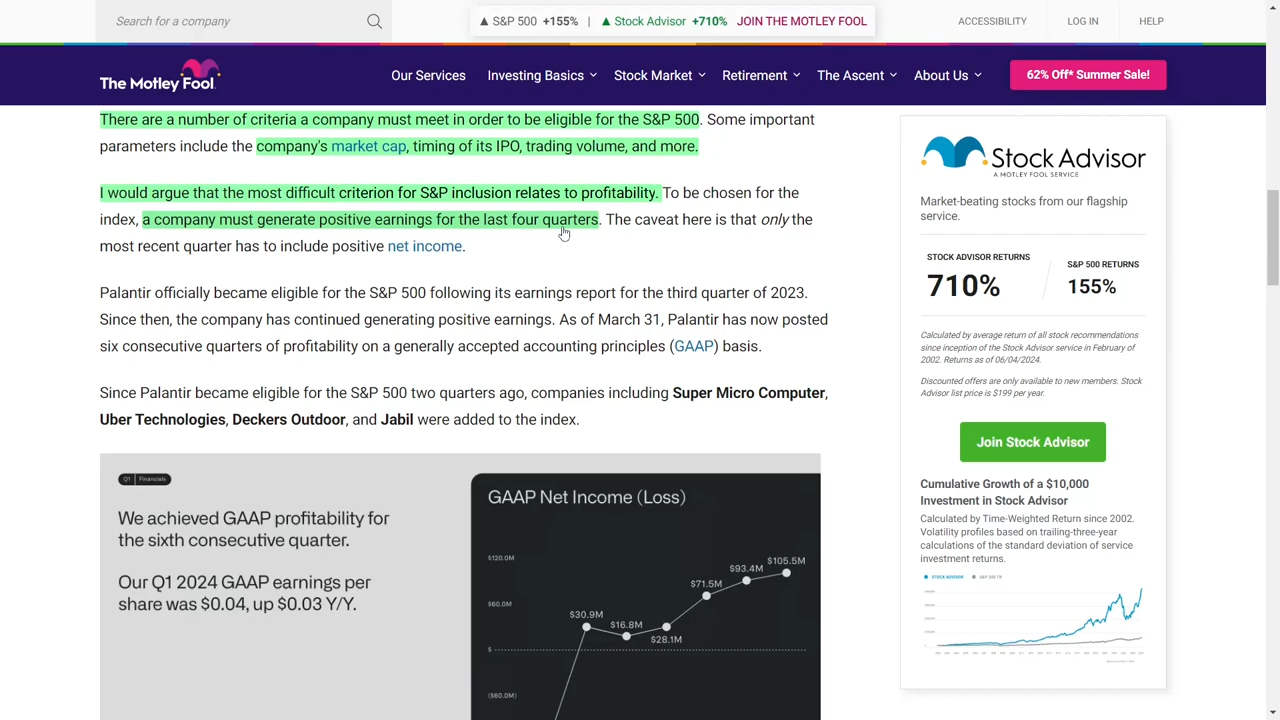 Search for a company
▲ S&P 500 +155% | ▲ Stock Advisor +710% JOIN THE MOTLEY FOOL
ACCESSIBILITY LOG IN HELP
The Motley Fool.
Our Services Investing Basics Stock Market Retirement The Ascent About Us 62% Off* Summer Sale!
There are a number of criteria a company must meet in order to be eligible for the S&P 500. Some important
parameters include the company's market cap, timing of its IPO, trading volume, and more.
I would argue that the most difficult criterion for S&P inclusion relates to profitability. To be chosen for the
index, a company must generate positive earnings for the last four quarters. The caveat here is that only the
most recent quarter has to include positive net income.
Palantir officially became eligible for the S&P 500 following its earnings report for the third quarter of 2023.
Since then, the company has continued generating positive earnings. As of March 31, Palantir has now posted
six consecutive quarters of profitability on a generally accepted accounting principles (GAAP) basis.
Since Palantir became eligible for the S&P 500 two quarters ago, companies including Super Micro Computer,
Uber Technologies, Deckers Outdoor, and Jabil were added to the index.
Q1 Financials
We achieved GAAP profitability for
the sixth consecutive quarter.
Our Q1 2024 GAAP earnings per
share was $0.04, up $0.03 Y/Y.
GAAP Net Income (Loss)
$120.0M
$60.0M
$
($60.0M)
$30.9M
$16.8M
$28.1M
$71.5M
$93.4M
$105.5M
Stock Advisor
A MOTLEY FOOL SERVICE
Market-beating stocks from our flagship
service.
STOCK ADVISOR RETURNS
710%
S&P 500 RETURNS
155%
Calculated by average return of all stock recommendations
since inception of the Stock Advisor service in February of
2002. Returns as of 06/04/2024.
Discounted offers are only available to new members. Stock
Advisor list price is $199 per year.
Join Stock Advisor
Cumulative Growth of a $10,000
Investment in Stock Advisor
Calculated by Time-Weighted Return since 2002.
Volatility profiles based on trailing-three-year
calculations of the standard deviation of service
investment returns.
STOCK ADVISOR